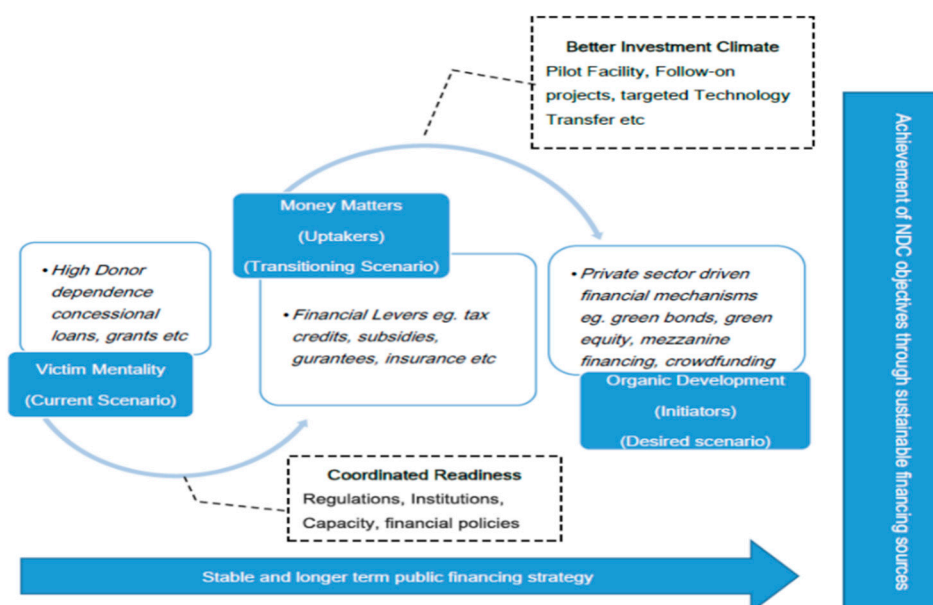 Better Investment Climate
Pilot Facility, Follow-on
projects, targeted Technology
Transfer etc
Money Matters
(Uptakers)
(Transitioning Scenario)
• High Donor
dependence
concessional
loans, grants etc
Victim Mentality
(Current Scenario)
• Financial Levers eg. tax
credits, subsidies,
gurantees, insurance etc
• Private sector driven
financial mechanisms
eg. green bonds, green
equity, mezzanine
financing, crowdfunding
Organic Development
(Initiators)
(Desired scenario)
Coordinated Readiness
Regulations, Institutions,
Capacity, financial policies
Stable and longer term public financing strategy
Achievement of NDC objectives through sustainable financing sources